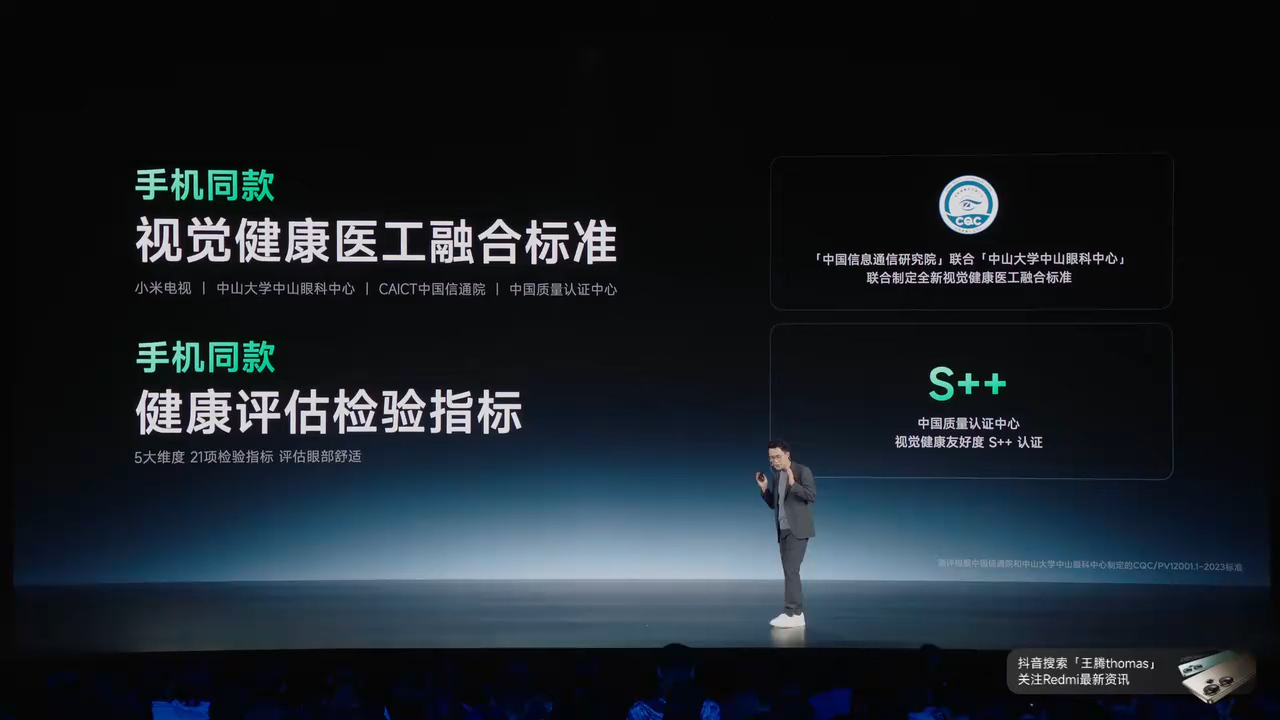 手机同款
视觉健康医工融合标准
小米电视 | 中山大学中山眼科中心 | CAICT中国信通院 | 中国质量认证中心
手机同款
健康评估检验指标
5大维度 21项检验指标 评估眼部舒适
CQC
「中国信息通信研究院」联合「中山大学中山眼科中心」
联合制定全新视觉健康医工融合标准
S++
中国质量认证中心
视觉健康友好度 S++ 认证
测评根据中国信通院和中山大学中山眼科中心制定的CQC/PV12001.1-2023标准
抖音搜索「王腾thomas」
关注Redmi最新资讯